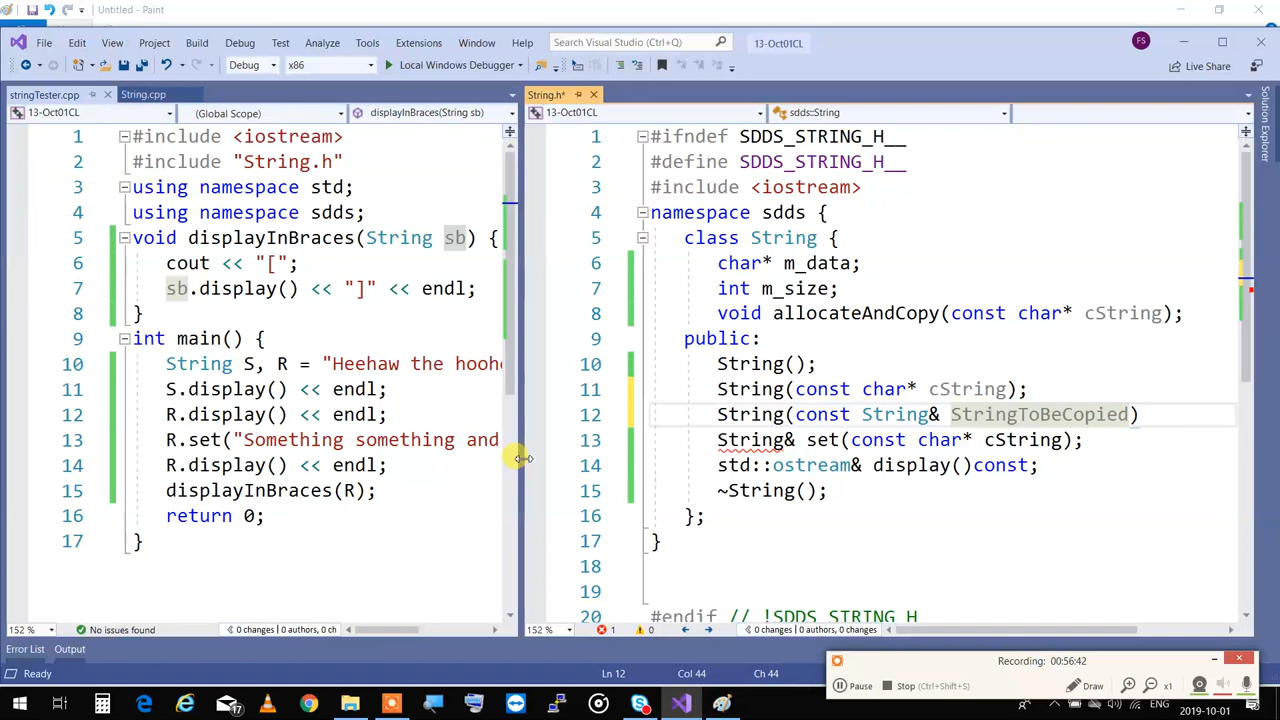 Untitled - Paint
File Edit View Project Build Debug Test Analyze Tools Extensions Window Help Search Visual Studio (Ctrl+Q) 13-Oct01CL FS
Debug x86 Local Windows Debugger Live Share
stringTester.cpp String.cpp
13-Oct01CL (Global Scope) displayInBraces(String sb)
1 #include <iostream>
2 #include "String.h"
3 using namespace std;
4 using namespace sdds;
5 void displayInBraces(String sb) {
6 cout << "[";
7 sb.display() << "]" << endl;
8 }
9 int main() {
10 String S, R = "Heehaw the hooh
11 S.display() << endl;
12 R.display() << endl;
13 R.set("Something something and
14 R.display() << endl;
15 displayInBraces(R);
16 return 0;
17 }
152 % No issues found 0 changes | 0 authors, 0 ch
String.h*
13-Oct01CL sdds::String
1 #ifndef SDDS_STRING_H__
2 #define SDDS_STRING_H__
3 #include <iostream>
4 namespace sdds {
5 class String {
6 char* m_data;
7 int m_size;
8 void allocateAndCopy(const char* cString);
9 public:
10 String();
11 String(const char* cString);
12 String(const String& StringToBeCopied)
13 String& set(const char* cString);
14 std::ostream& display()const;
15 ~String();
16 };
17 }
18
19
20 #endif // !SDDS_STRING_H
152 % 1 0 0 changes | 0 authors, 0 changes
Solution Explorer
Error List Output
Ready Ln 12 Col 44 Ch 44
Recording: 00:56:42
Pause Stop (Ctrl+Shift+S) Draw x1
17 ENG 9:56 AM
2019-10-01